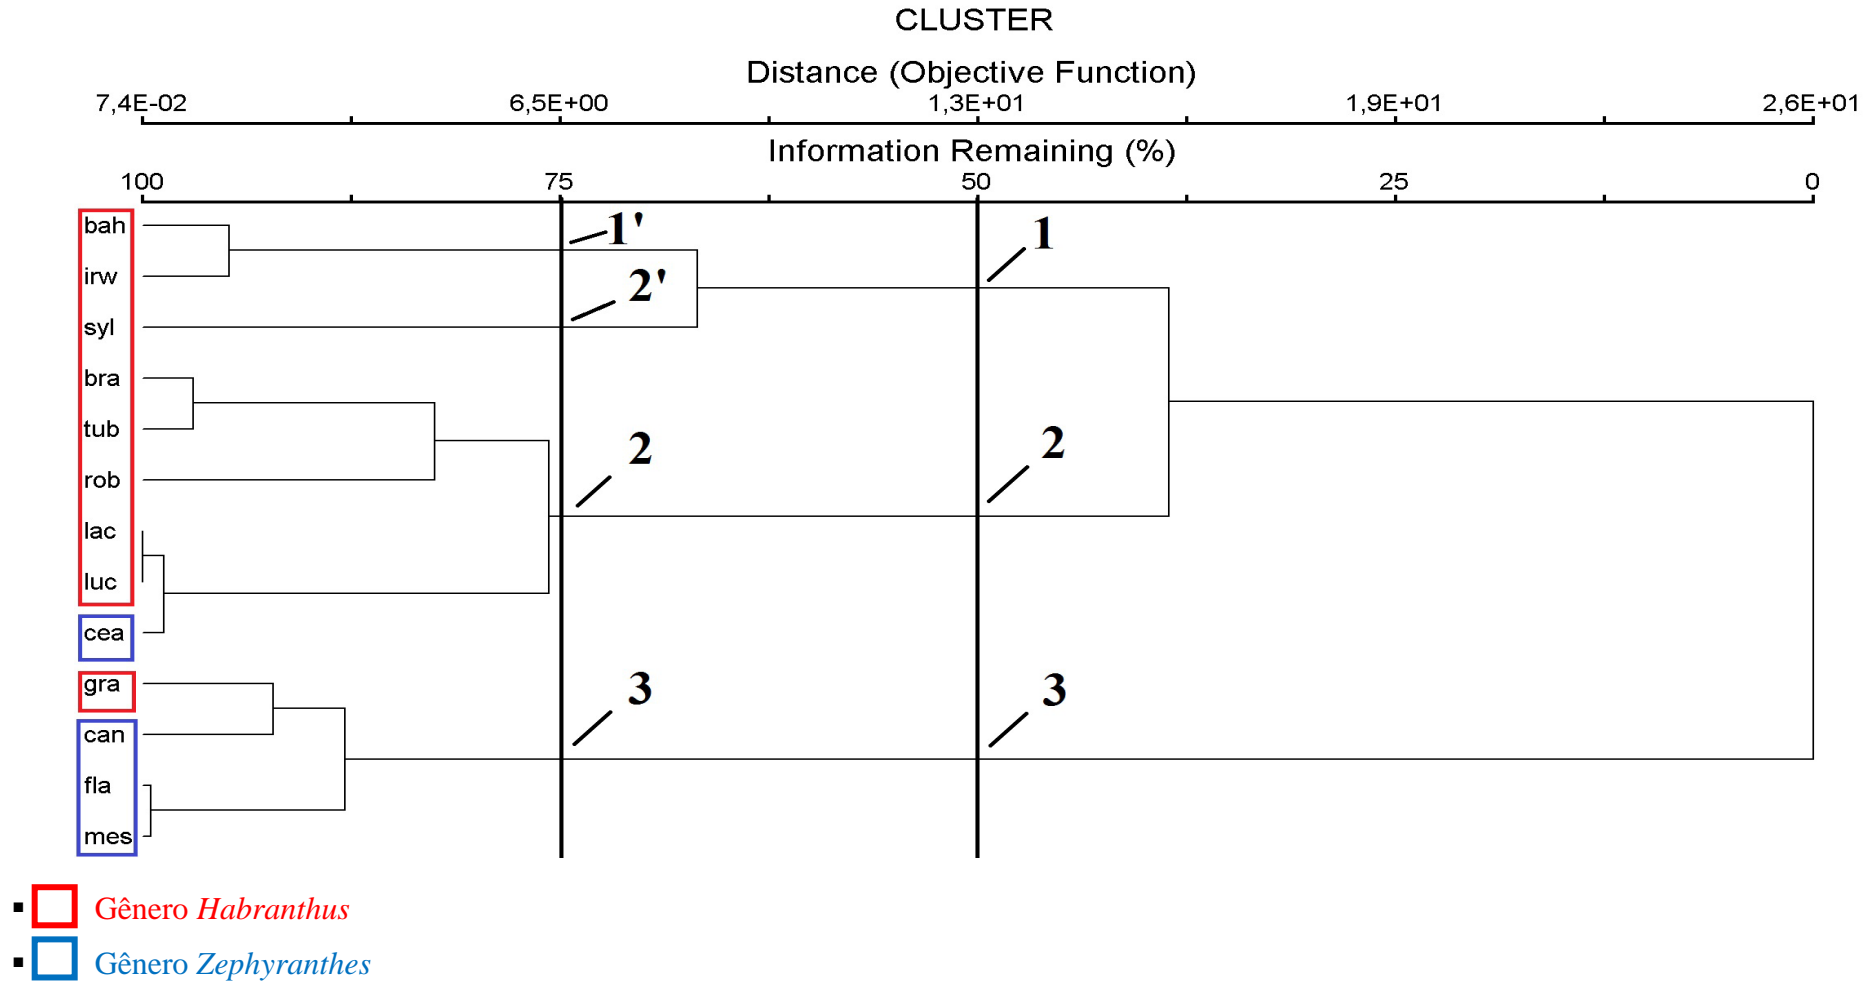 CLUSTER
Distance (Objective Function)
7,4E-02 6,5E+00 1,3E+01 1,9E+01 2,6E+01
Information Remaining (%)
100 75 50 25 0
bah
1'
1
irw
2'
syl
bra
tub
2
2
rob
lac
luc
cea
gra
3
3
can
fla
mes
▪ Gênero Habranthus
▪ Gênero Zephyranthes